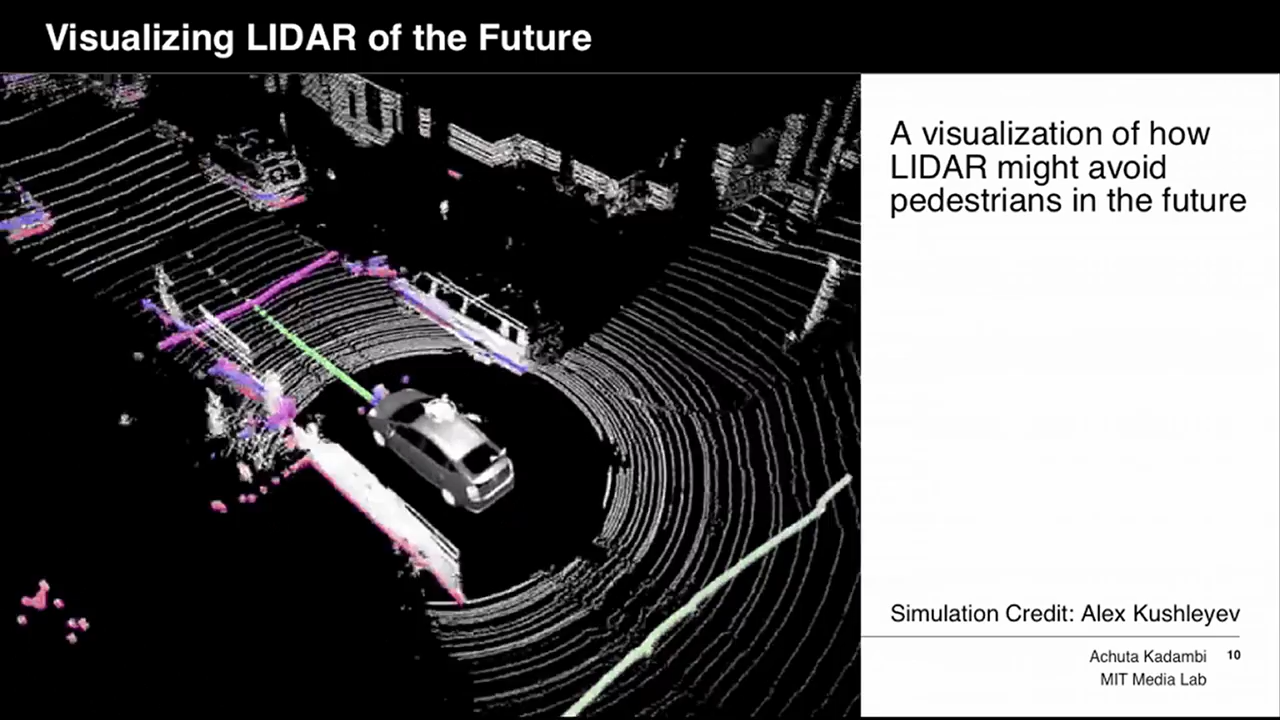 Visualizing LIDAR of the Future
A visualization of how
LIDAR might avoid
pedestrians in the future
Simulation Credit: Alex Kushleyev
Achuta Kadambi 10
MIT Media Lab